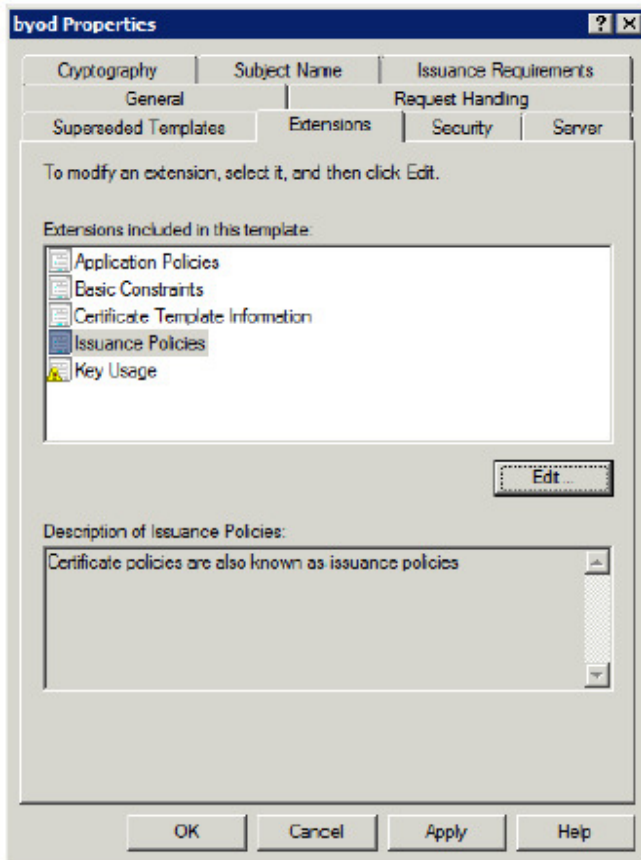 byod Properties
Cryptography Subject Name Issuance Requirements
General Request Handling
Superseded Templates Extensions Security Server
To modify an extension, select it, and then click Edit.
Extensions included in this template:
Application Policies
Basic Constraints
Certificate Template Information
Issuance Policies
Key Usage
Edit...
Description of Issuance Policies:
Certificate policies are also known as issuance policies
OK Cancel Apply Help